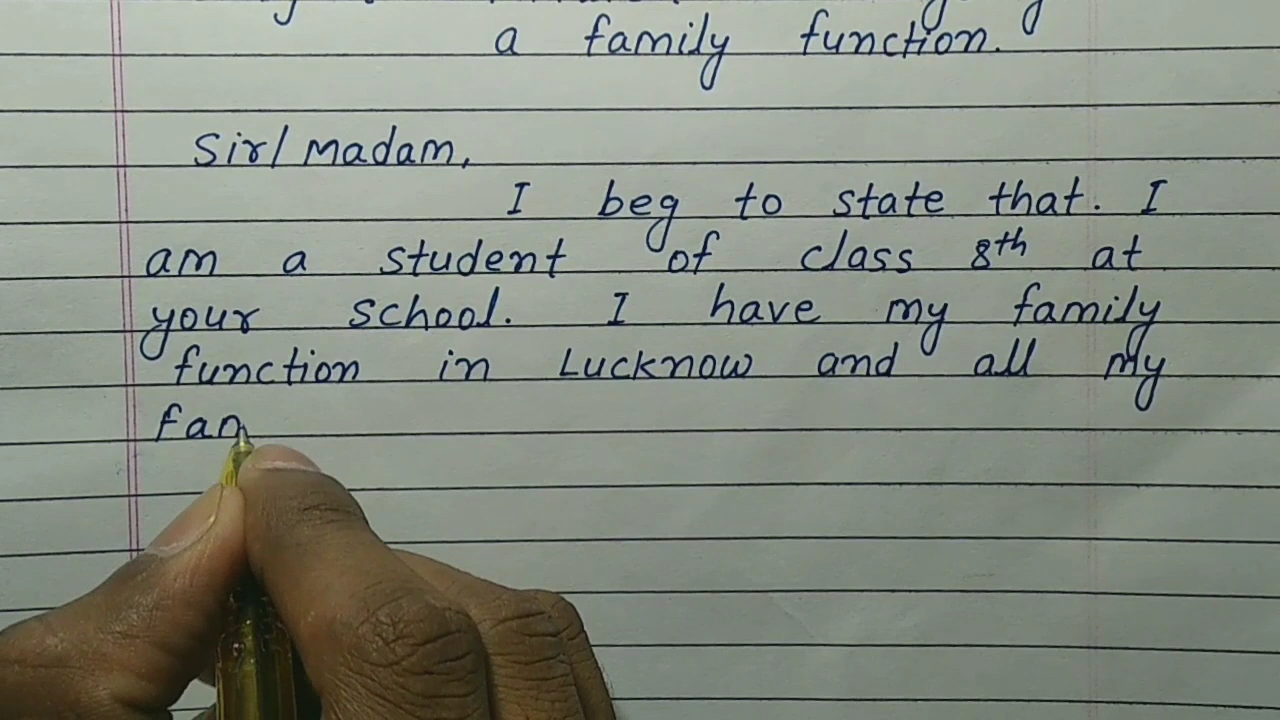 a family function.
Sir/Madam,
I beg to state that. I
am a student of class 8th at
your school. I have my family
function in Lucknow and all my
fam